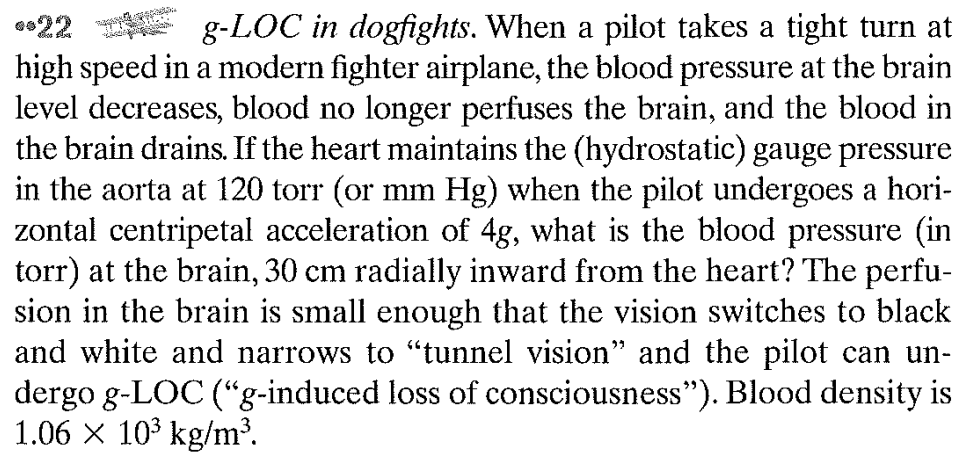 ••22 g-LOC in dogfights. When a pilot takes a tight turn at
high speed in a modern fighter airplane, the blood pressure at the brain
level decreases, blood no longer perfuses the brain, and the blood in
the brain drains. If the heart maintains the (hydrostatic) gauge pressure
in the aorta at 120 torr (or mm Hg) when the pilot undergoes a hori-
zontal centripetal acceleration of 4g, what is the blood pressure (in
torr) at the brain, 30 cm radially inward from the heart? The perfu-
sion in the brain is small enough that the vision switches to black
and white and narrows to “tunnel vision” and the pilot can un-
dergo g-LOC (“g-induced loss of consciousness”). Blood density is
1.06 × 10³ kg/m³.